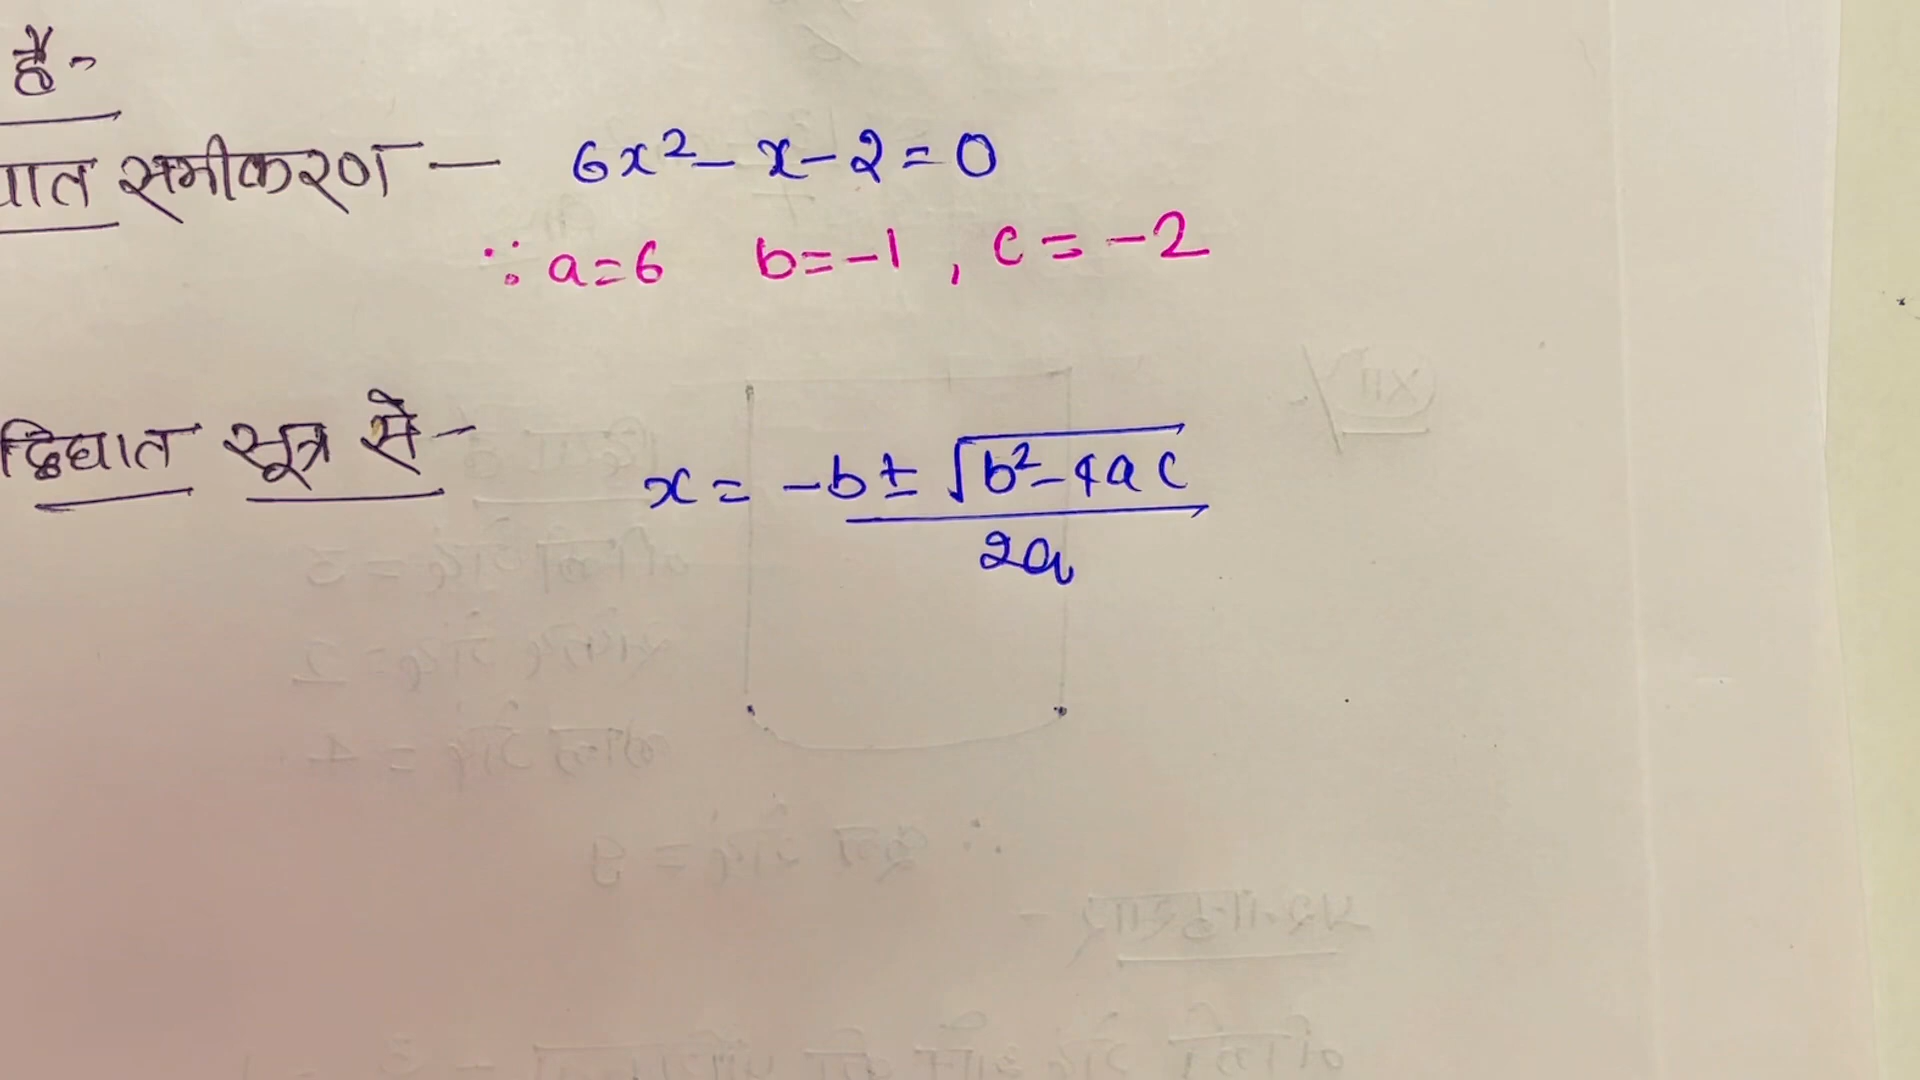 है-
घात समीकरण - 6x² - x - 2 = 0
∵ a = 6 b = -1 , c = -2
द्विघात सूत्र से - x = -b ± √b² - 4ac
2a